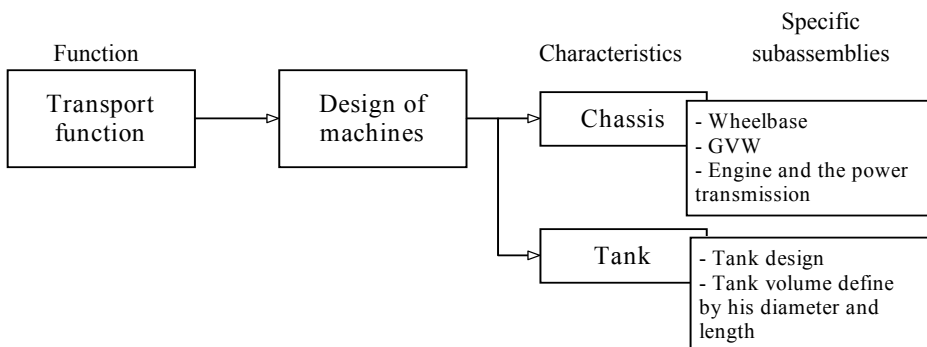 Function
Characteristics
Specific
subassemblies
Transport
function
Design of
machines
Chassis
- Wheelbase
- GVW
- Engine and the power
transmission
Tank
- Tank design
- Tank volume define
by his diameter and
length